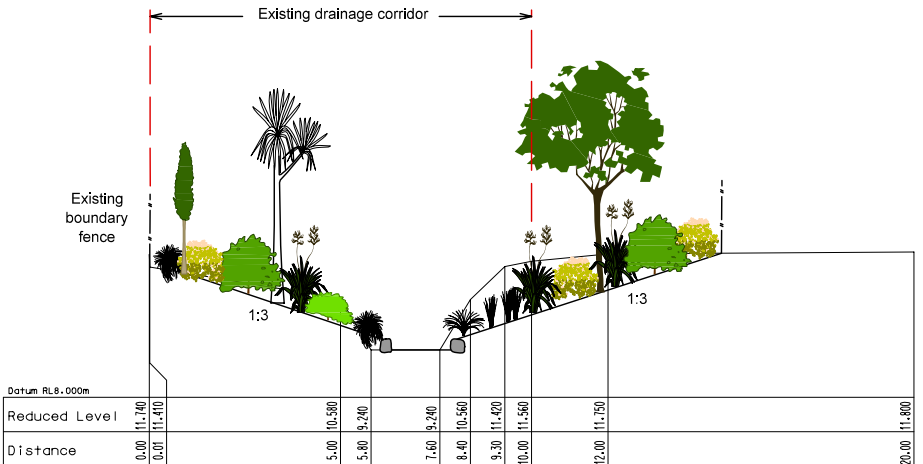 Existing drainage corridor
Existing
boundary
fence
1:3
1:3
Datum RL8.000m
Reduced Level 11.740 11.410 10.580 9.240 9.240 10.560 11.420 11.560 11.750 11.800
Distance 0.00 0.01 5.00 5.80 7.60 8.40 9.30 10.00 12.00 20.00